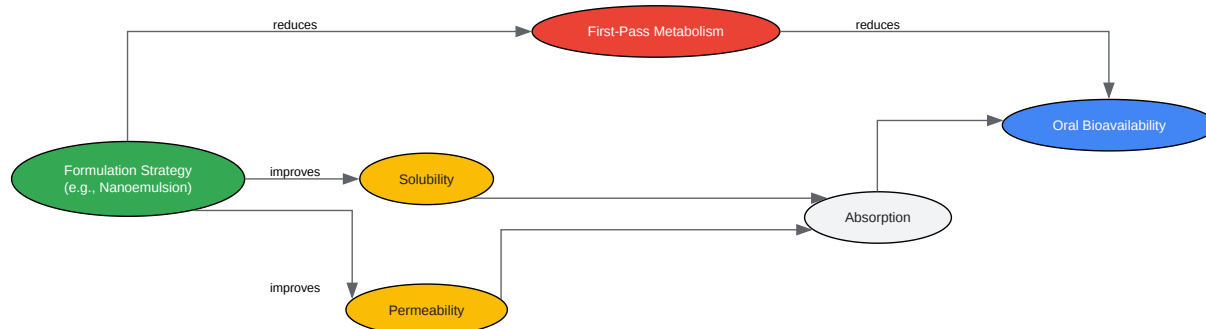 reduces
First-Pass Metabolism
reduces
Oral Bioavailability
Formulation Strategy
(e.g., Nanoemulsion)
improves
Solubility
Absorption
improves
Permeability